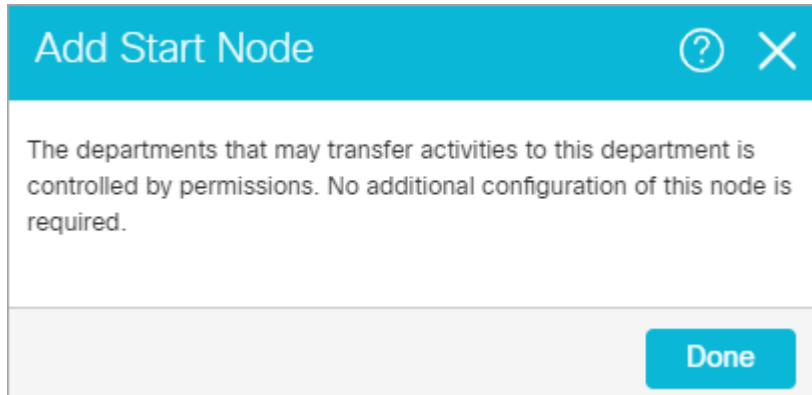 Add Start Node
The departments that may transfer activities to this department is
controlled by permissions. No additional configuration of this node is
required.
Done